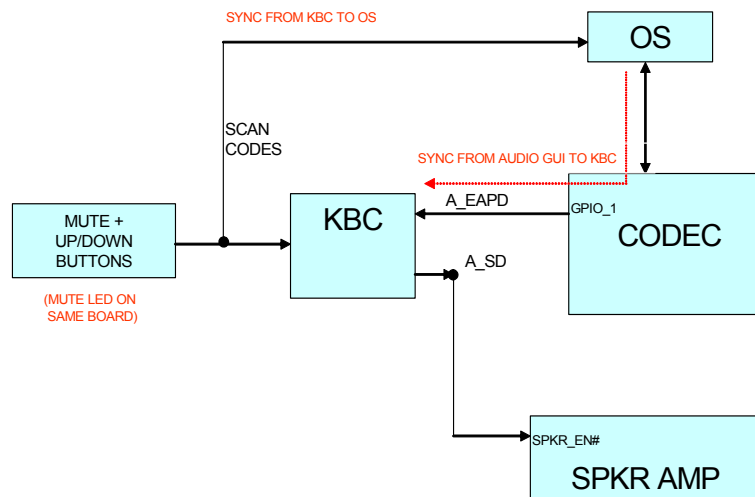 SYNC FROM KBC TO OS
OS
SCAN
CODES
SYNC FROM AUDIO GUI TO KBC
MUTE +
UP/DOWN
BUTTONS
KBC
A_EAPD
GPIO_1
CODEC
A_SD
(MUTE LED ON
SAME BOARD)
SPKR_EN#
SPKR AMP